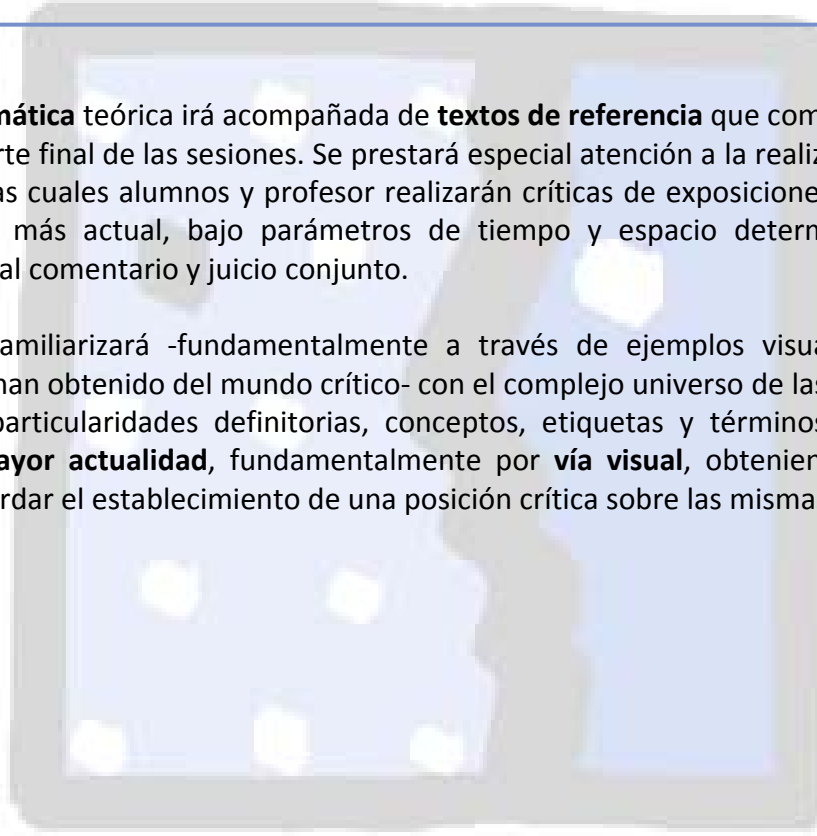 mática teórica irá acompañada de textos de referencia que com
rte final de las sesiones. Se prestará especial atención a la realiz
as cuales alumnos y profesor realizarán críticas de exposicione
más actual, bajo parámetros de tiempo y espacio determ
al comentario y juicio conjunto.
amiliarizará -fundamentalmente a través de ejemplos visua
han obtenido del mundo crítico- con el complejo universo de las
particularidades definitorias, conceptos, etiquetas y términos
ayor actualidad, fundamentalmente por vía visual, obtenien
rdar el establecimiento de una posición crítica sobre las misma